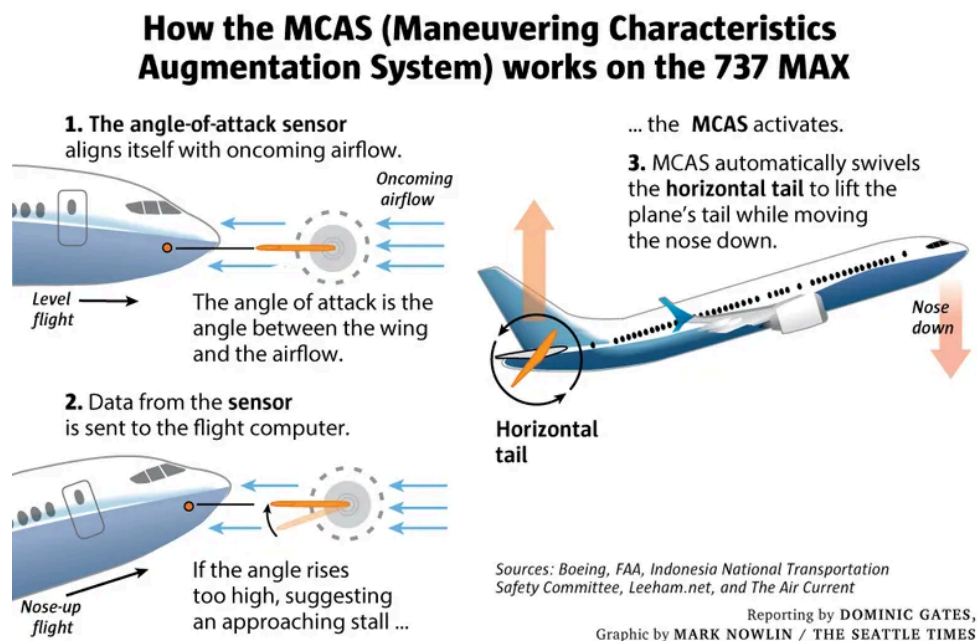 How the MCAS (Maneuvering Characteristics
Augmentation System) works on the 737 MAX
1. The angle-of-attack sensor
aligns itself with oncoming airflow.
Oncoming
airflow
Level
flight
The angle of attack is the
angle between the wing
and the airflow.
2. Data from the sensor
is sent to the flight computer.
Nose-up
flight
If the angle rises
too high, suggesting
an approaching stall ...
... the MCAS activates.
3. MCAS automatically swivels
the horizontal tail to lift the
plane's tail while moving
the nose down.
Nose
down
Horizontal
tail
Sources: Boeing, FAA, Indonesia National Transportation
Safety Committee, Leeham.net, and The Air Current
Reporting by DOMINIC GATES,
Graphic by MARK NOWLIN / THE SEATTLE TIMES